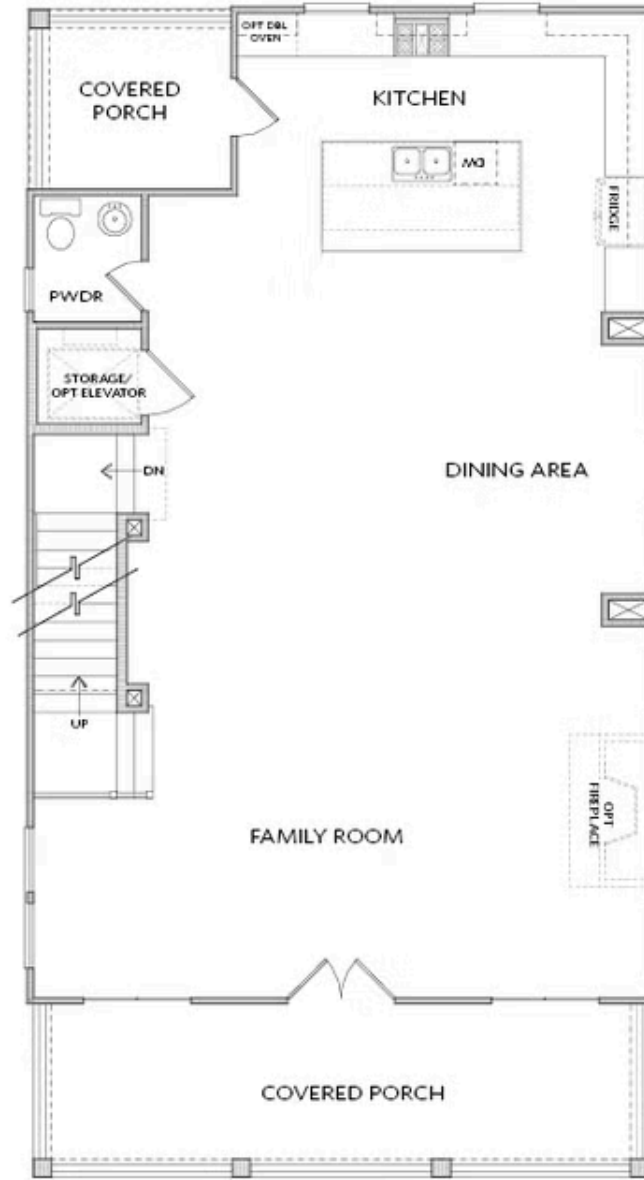 OPT DBL
OVEN
COVERED
PORCH
KITCHEN
DW
FRIDGE
PWDR
STORAGE/
OPT ELEVATOR
DN
DINING AREA
UP
OPT
FIREPLACE
FAMILY ROOM
COVERED PORCH